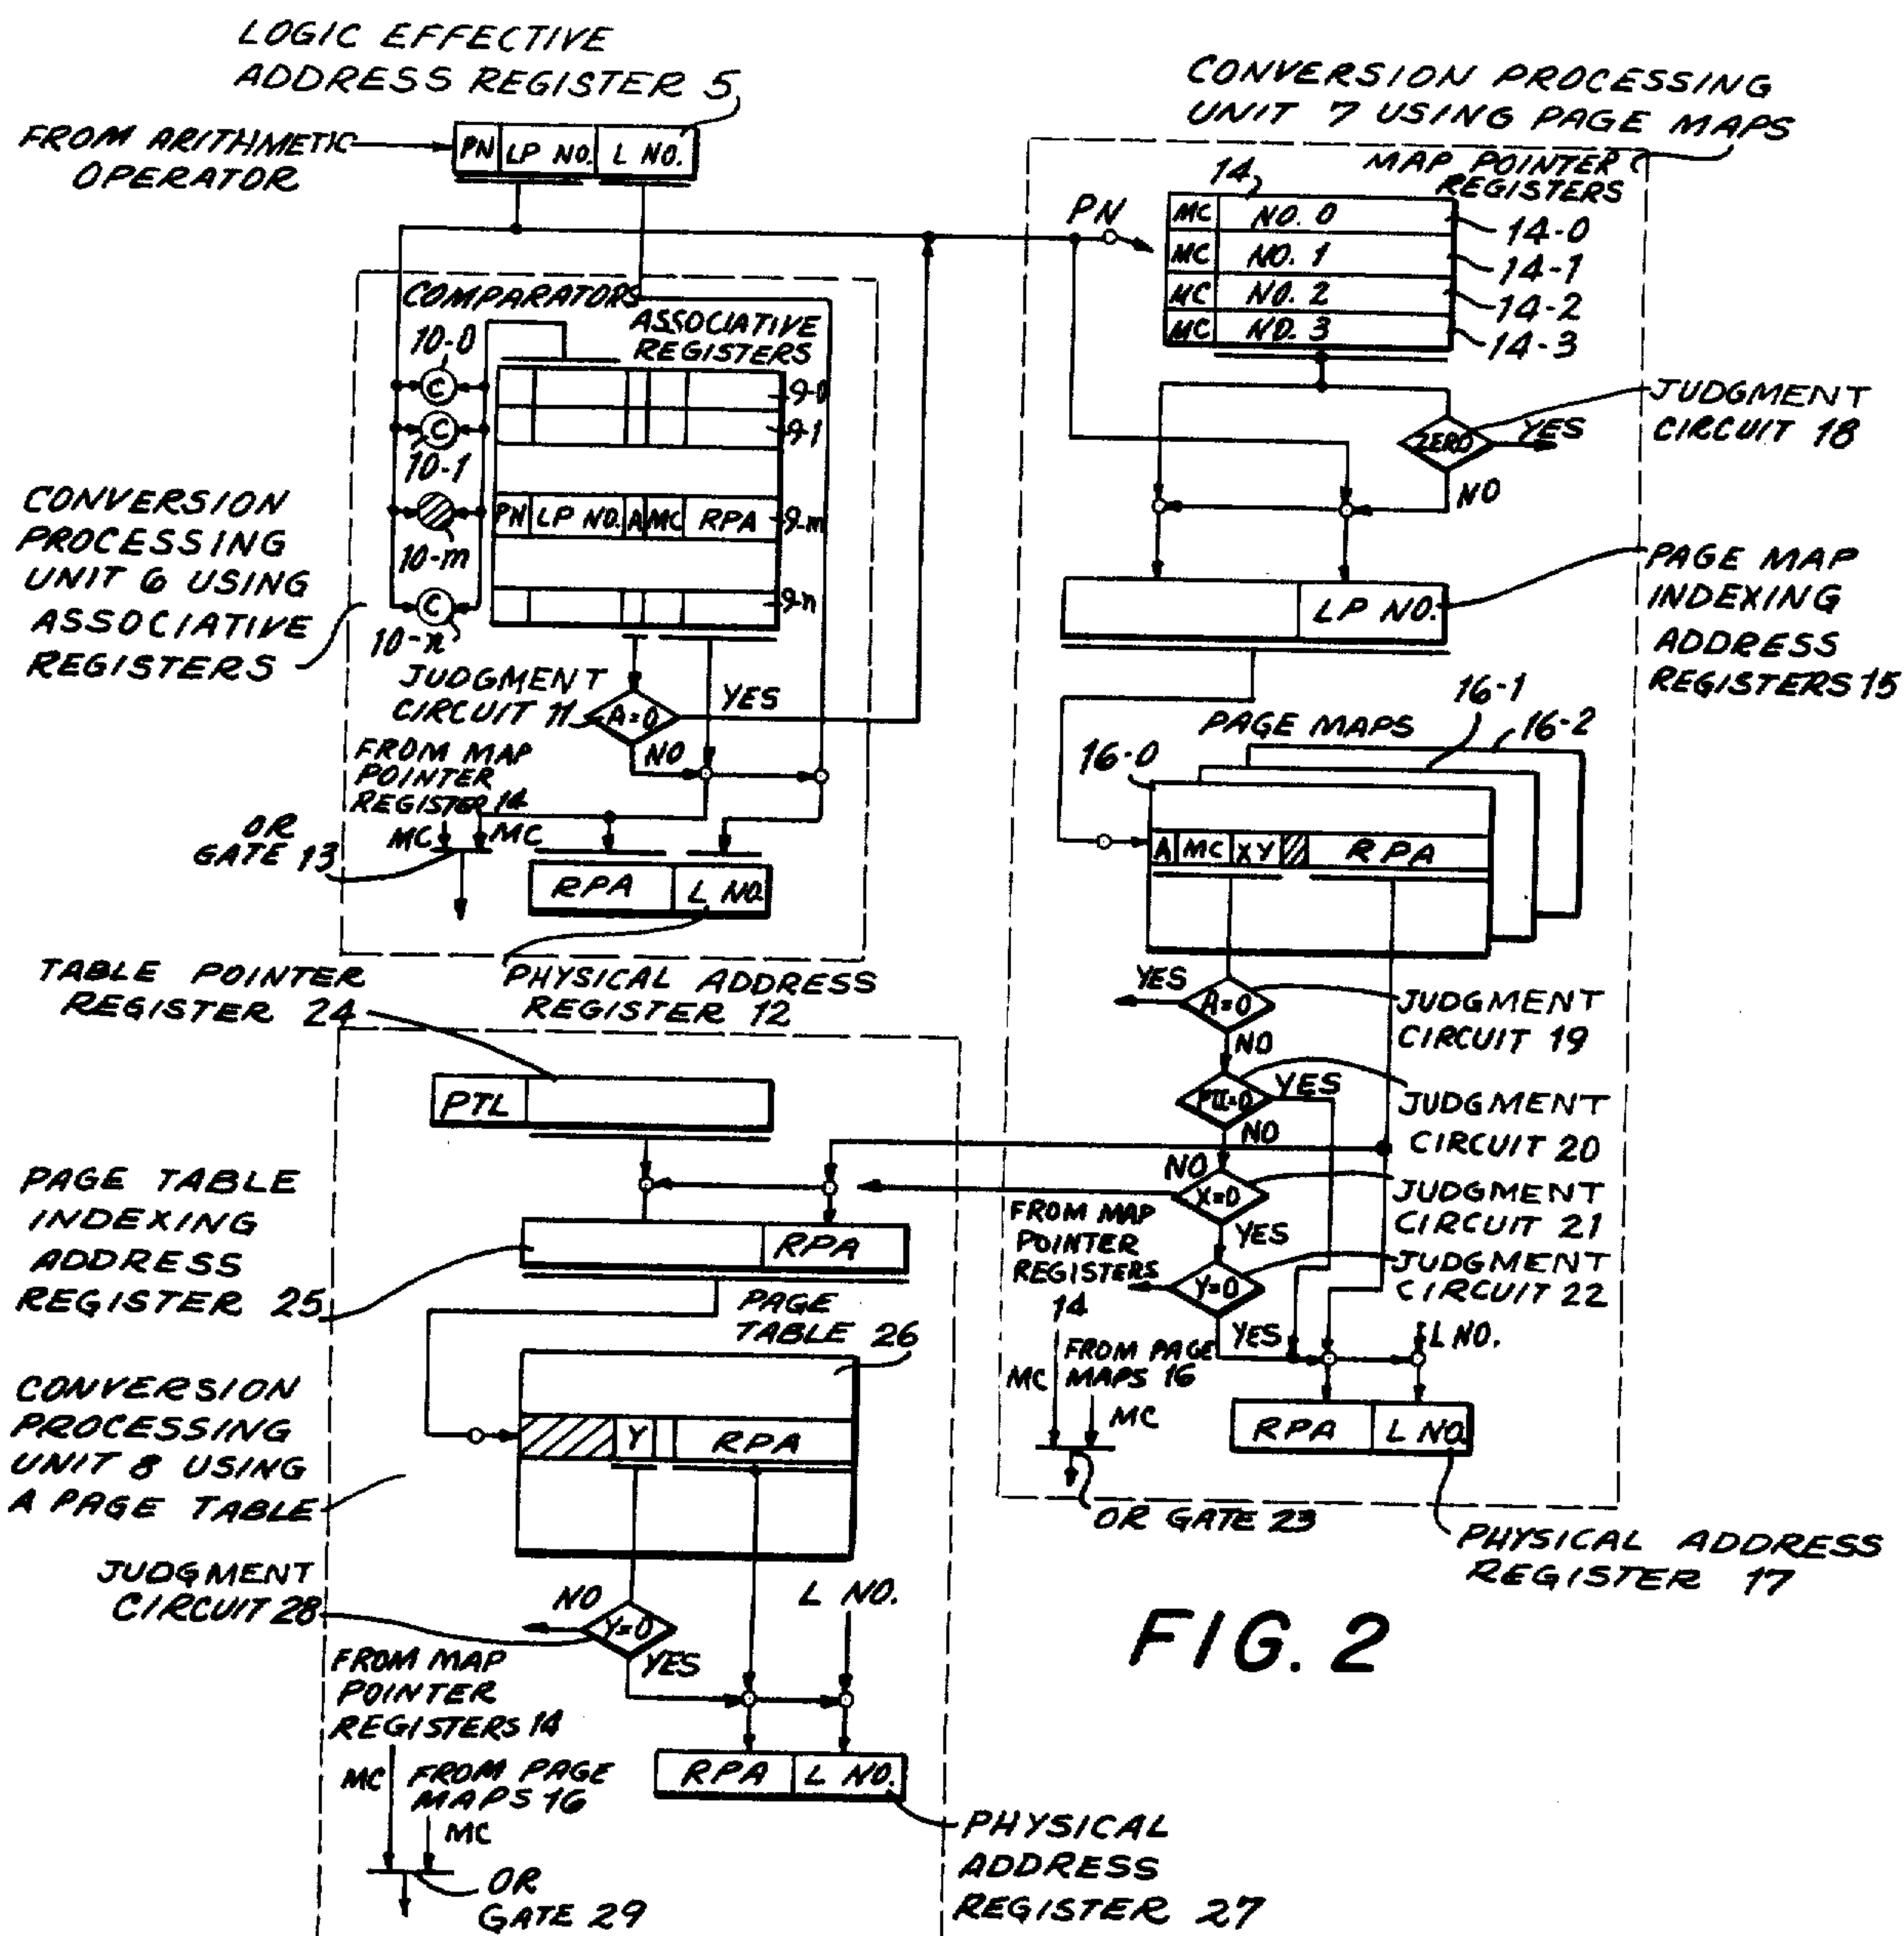 LOGIC EFFECTIVE
ADDRESS REGISTER 5
FROM ARITHMETIC
OPERATOR
PN LP NO. L NO.
CONVERSION PROCESSING
UNIT 7 USING PAGE MAPS
MAP POINTER
REGISTERS
14
PN
MC NO. 0
14-0
MC NO. 1
14-1
MC NO. 2
14-2
MC NO. 3
14-3
JUDGMENT
CIRCUIT 18
ZERO
YES
NO
PAGE MAP
INDEXING
ADDRESS
REGISTERS 15
LP NO.
COMPARATORS
ASSOCIATIVE
REGISTERS
10-0
C
9-0
C
9-1
10-1
PN LP NO. A MC RPA
9-m
10-m
C
9-n
10-n
CONVERSION
PROCESSING
UNIT 6 USING
ASSOCIATIVE
REGISTERS
JUDGMENT
CIRCUIT 11
A=0
YES
NO
FROM MAP
POINTER
REGISTER 14
OR
GATE 13
MC
MC
RPA L NO.
PHYSICAL ADDRESS
REGISTER 12
PAGE MAPS
16-0
16-1
16-2
A MC XY RPA
YES
A=0
NO
JUDGMENT
CIRCUIT 19
YES
NO
JUDGMENT
CIRCUIT 20
NO
X=0
YES
JUDGMENT
CIRCUIT 21
Y=0
YES
JUDGMENT
CIRCUIT 22
FROM MAP
POINTER
REGISTERS
14
MC
FROM PAGE
MAPS 16
MC
L NO.
RPA L NO.
OR GATE 23
PHYSICAL ADDRESS
REGISTER 17
TABLE POINTER
REGISTER 24
PTL
PAGE TABLE
INDEXING
ADDRESS
REGISTER 25
RPA
PAGE
TABLE 26
Y RPA
CONVERSION
PROCESSING
UNIT 8 USING
A PAGE TABLE
JUDGMENT
CIRCUIT 28
NO
Y=0
YES
L NO.
FROM MAP
POINTER
REGISTERS 14
MC
FROM PAGE
MAPS 16
MC
OR
GATE 29
RPA L NO.
PHYSICAL
ADDRESS
REGISTER 27
FIG. 2